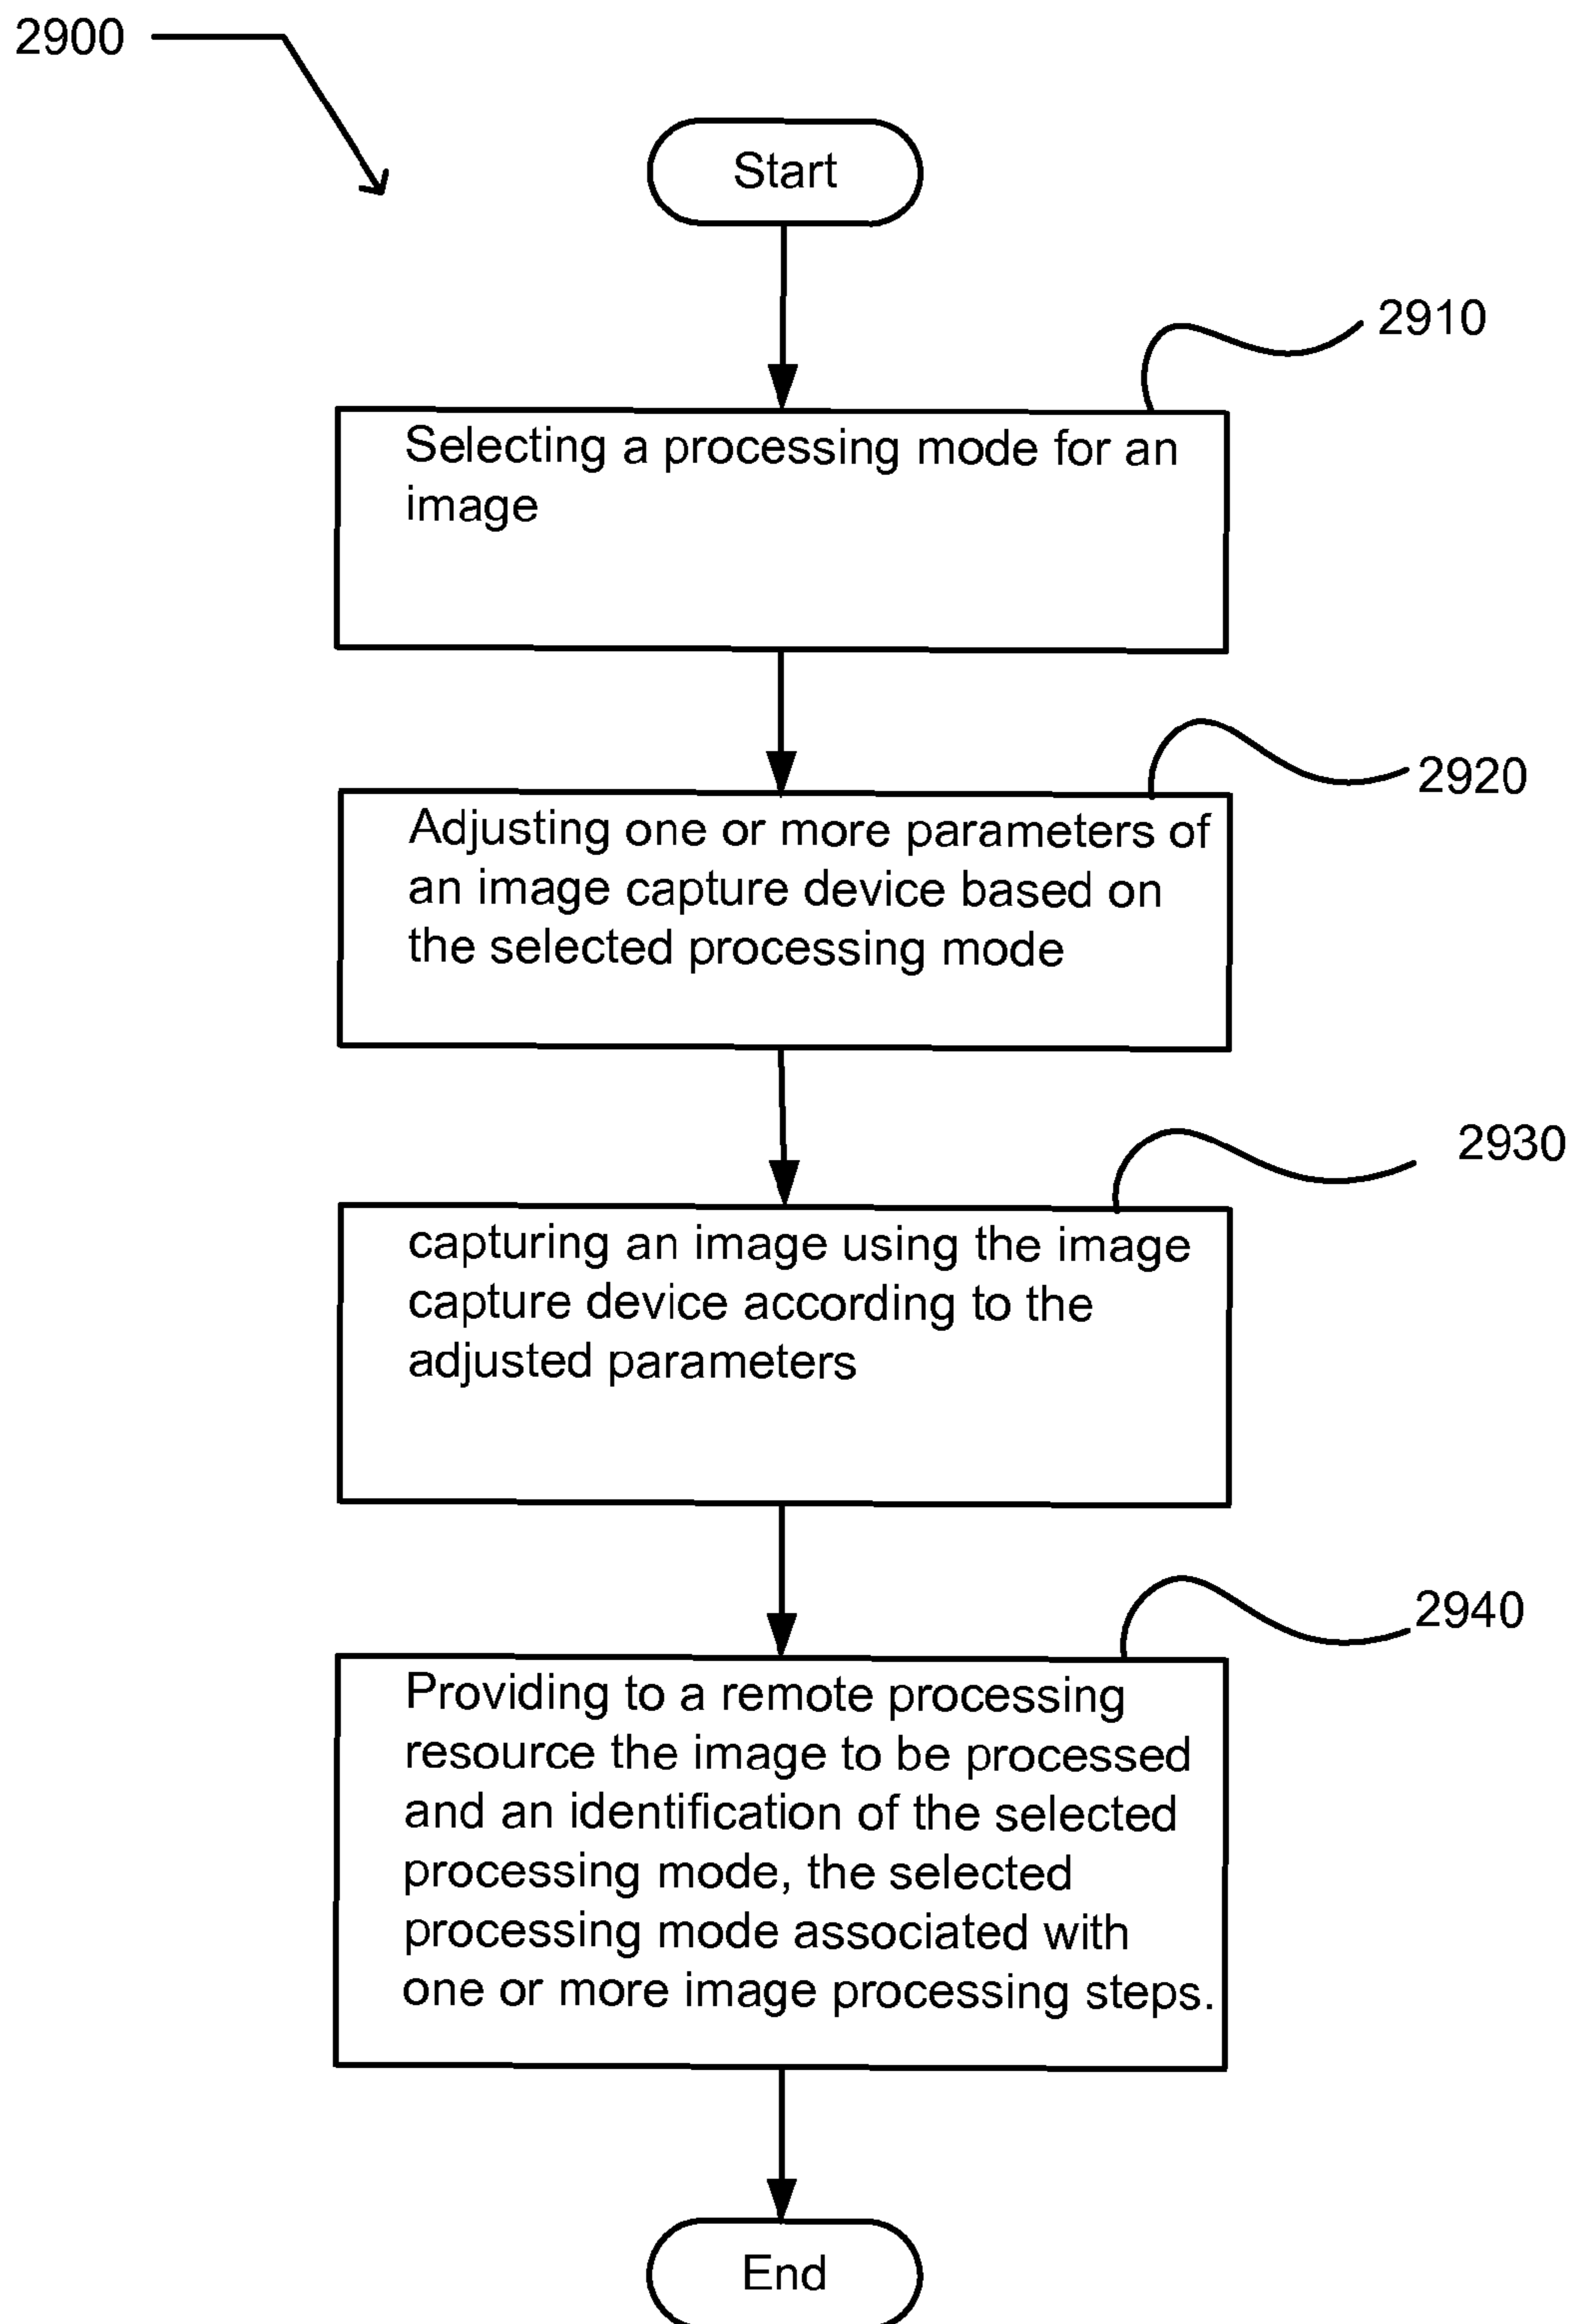 2900
Start
2910
Selecting a processing mode for an
image
2920
Adjusting one or more parameters of
an image capture device based on
the selected processing mode
2930
capturing an image using the image
capture device according to the
adjusted parameters
2940
Providing to a remote processing
resource the image to be processed
and an identification of the selected
processing mode, the selected
processing mode associated with
one or more image processing steps.
End